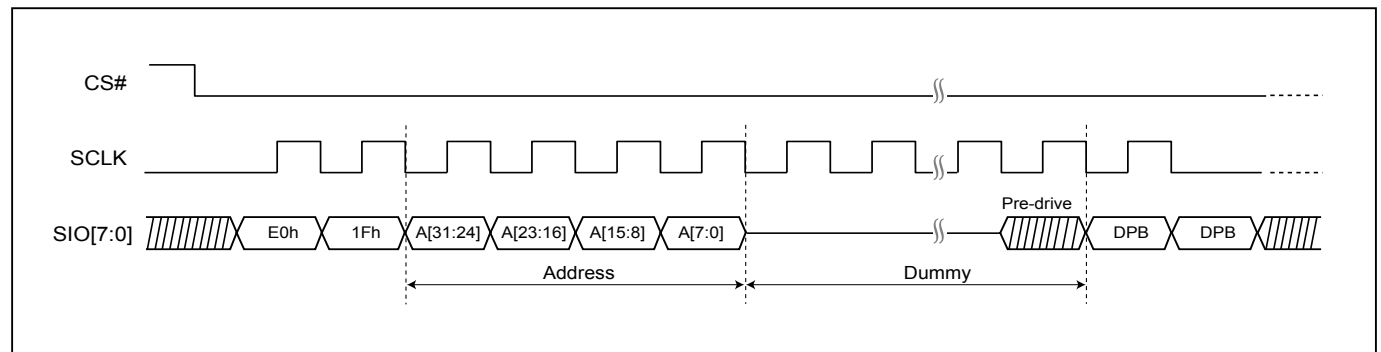 CS#
SCLK
Pre-drive
SIO[7:0] E0h 1Fh A[31:24] A[23:16] A[15:8] A[7:0] DPB DPB
Address Dummy